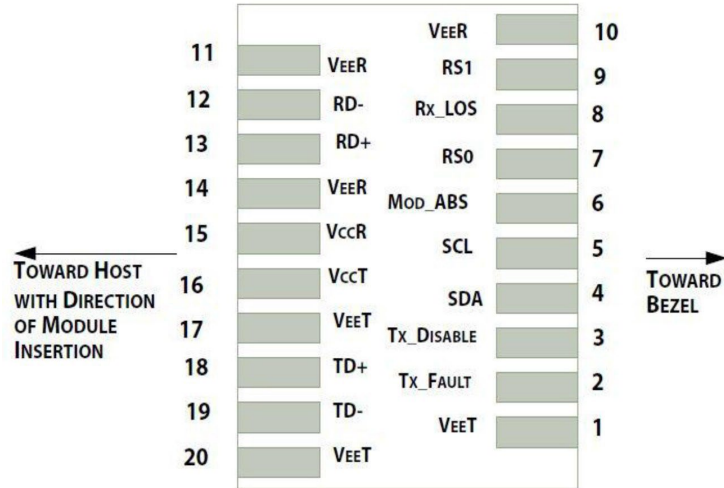 11 VEER
12 RD-
13 RD+
14 VEER
15 VCCR
16 VCCT
17 VEET
18 TD+
19 TD-
20 VEET
VEER 10
RS1 9
RX_LOS 8
RS0 7
MOD_ABS 6
SCL 5
SDA 4
TX_DISABLE 3
TX_FAULT 2
VEET 1
TOWARD HOST
WITH DIRECTION
OF MODULE
INSERTION
TOWARD
BEZEL